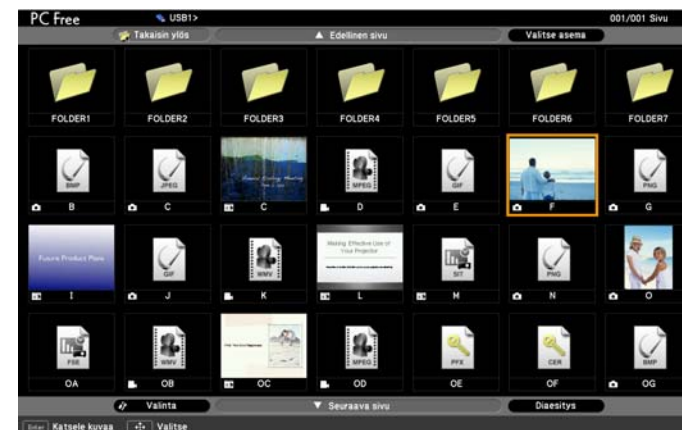 PC Free USB1> 001/001 Sivu
Takaisin ylös ▲ Edellinen sivu Valitse asema
FOLDER1 FOLDER2 FOLDER3 FOLDER4 FOLDER5 FOLDER6 FOLDER7
BMP JPEG MPEG GIF PNG
B C C D E F G
Future Product Plans GIF WMV Making Effective Use of
Your Projector SIT PNG
I J K L M N O
FSE WMV MPEG PFX CER BMP
OA OB OC OD OE OF OG
Valinta ▼ Seuraava sivu Diaesitys
Enter Katsele kuvaa Valitse